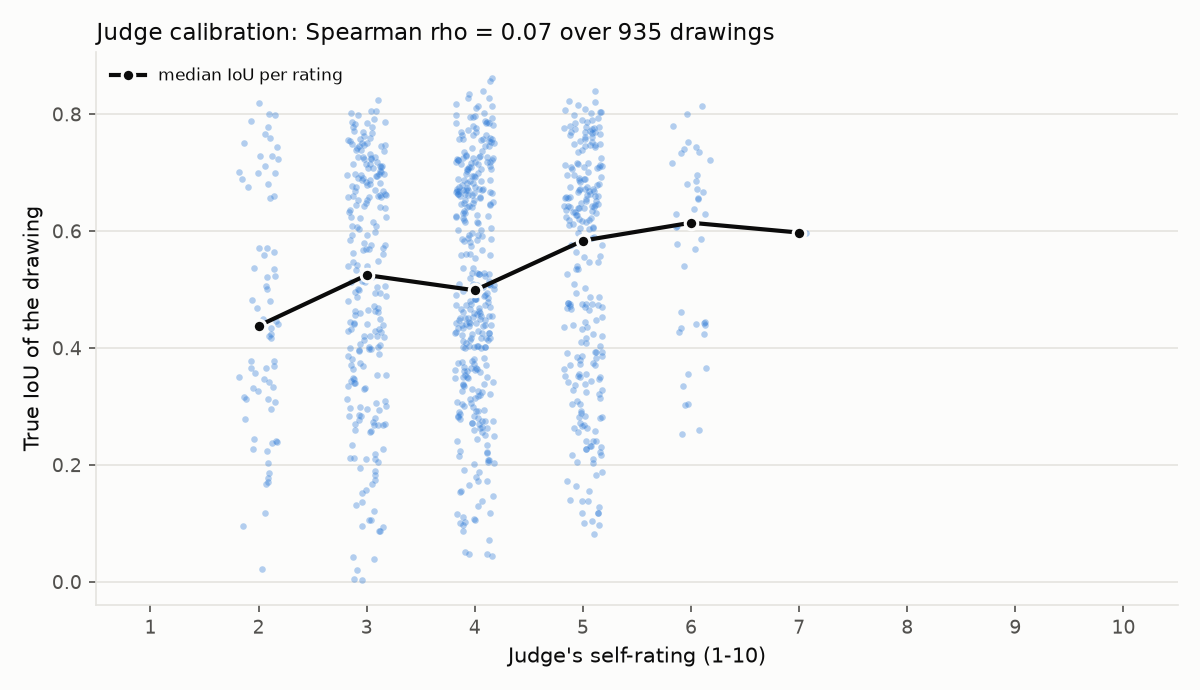 Judge calibration: Spearman rho = 0.07 over 935 drawings
median IoU per rating
True IoU of the drawing
0.8
0.6
0.4
0.2
0.0
1 2 3 4 5 6 7 8 9 10
Judge's self-rating (1-10)